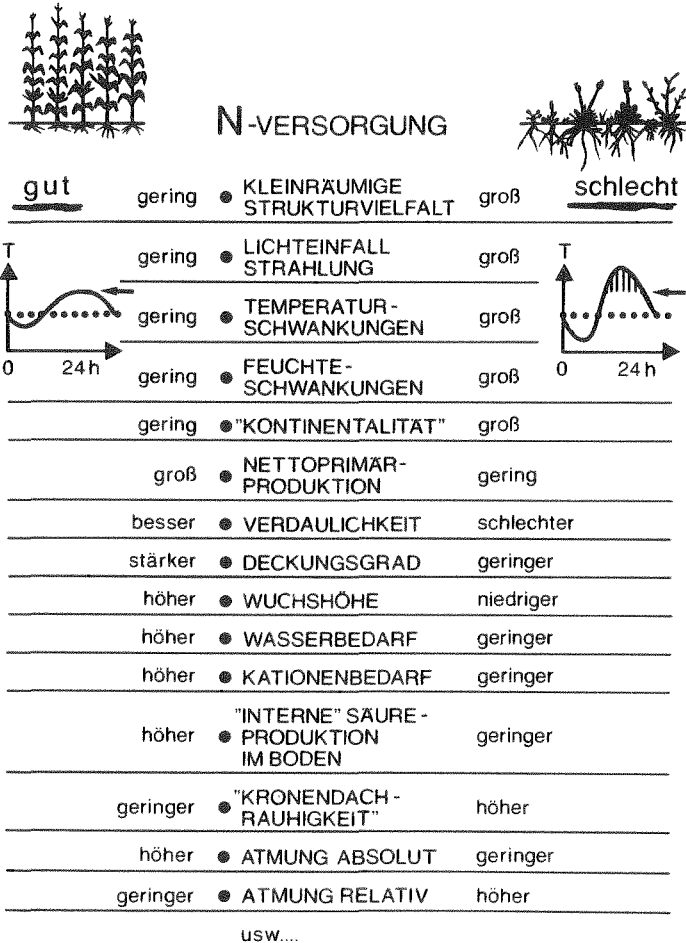 N-VERSORGUNG
gut schlecht
gering ● KLEINRÄUMIGE STRUKTURVIELFALT groß
gering ● LICHTEINFALL STRAHLUNG groß
T T
gering ● TEMPERATUR-SCHWANKUNGEN groß
0 24h 0 24h
gering ● FEUCHTE-SCHWANKUNGEN groß
gering ● "KONTINENTALITÄT" groß
groß ● NETTOPRIMÄR-PRODUKTION gering
besser ● VERDAULICHKEIT schlechter
stärker ● DECKUNGSGRAD geringer
höher ● WUCHSHÖHE niedriger
höher ● WASSERBEDARF geringer
höher ● KATIONENBEDARF geringer
höher ● "INTERNE" SÄURE-PRODUKTION IM BODEN geringer
geringer ● "KRONENDACH-RAUHIGKEIT" höher
höher ● ATMUNG ABSOLUT geringer
geringer ● ATMUNG RELATIV höher
usw....